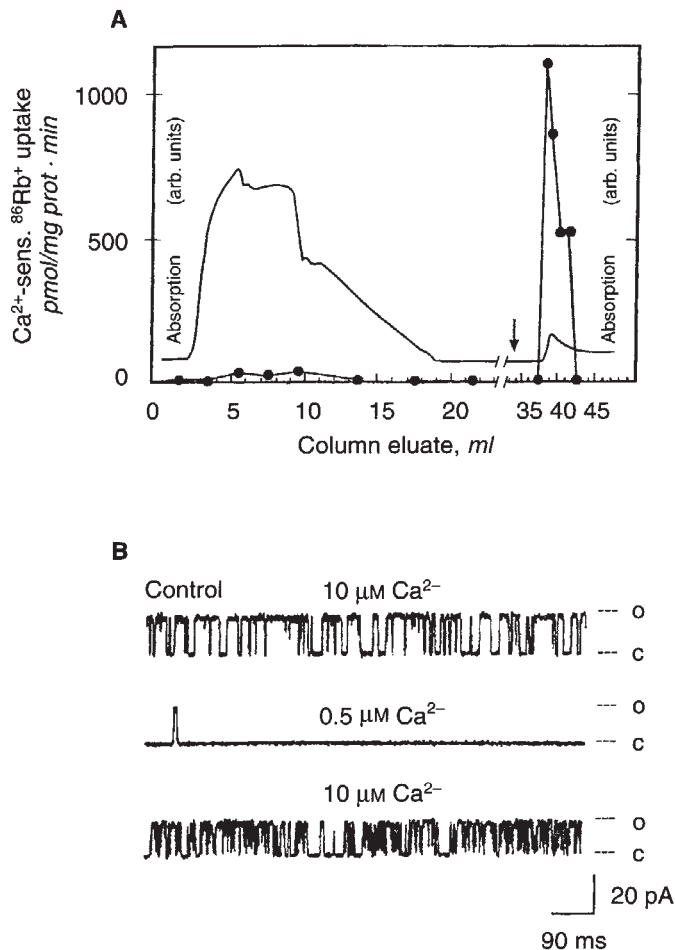 A
Ca²⁺-sens. ⁸⁶Rb⁺ uptake
pmol/mg prot · min
1000
500
0
Absorption (arb. units)
Absorption (arb. units)
0 5 10 15 20 35 40 45
Column eluate, ml
B
Control 10 µM Ca²⁻
o
c
0.5 µM Ca²⁻
o
c
10 µM Ca²⁻
o
c
20 pA
90 ms